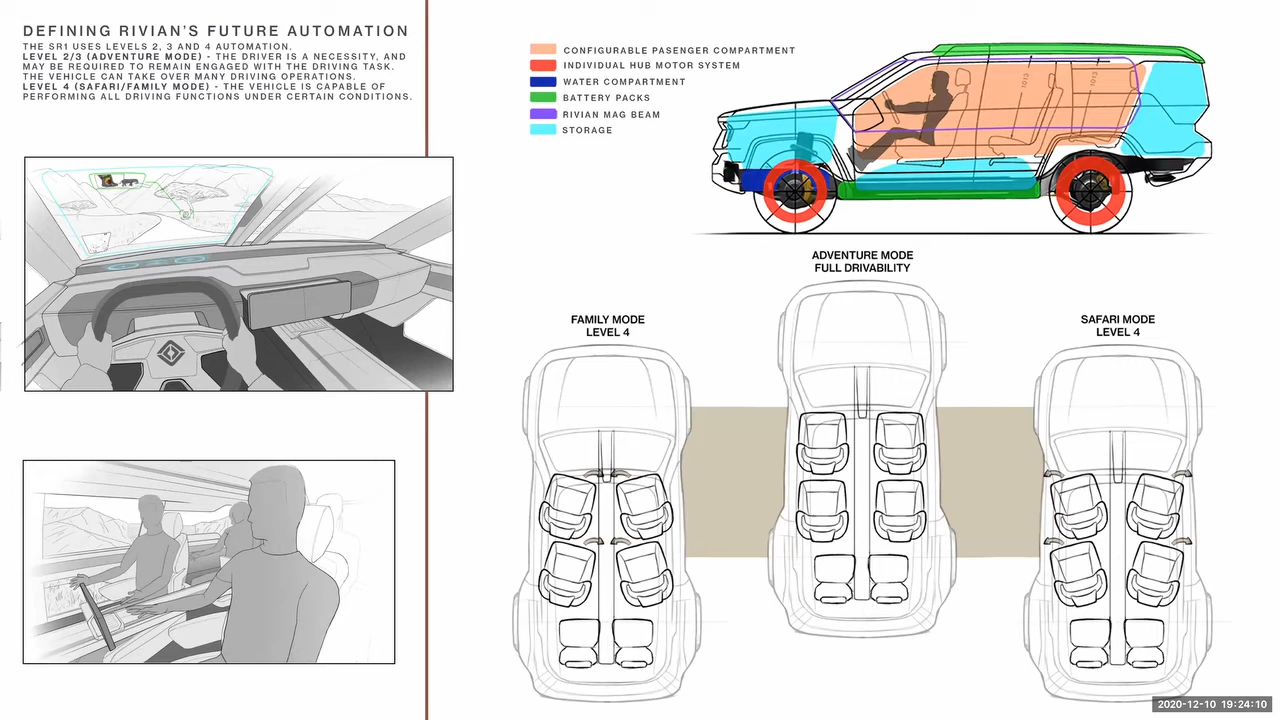 DEFINING RIVIAN'S FUTURE AUTOMATION
THE SR1 USES LEVELS 2, 3 AND 4 AUTOMATION.
LEVEL 2/3 (ADVENTURE MODE) - THE DRIVER IS A NECESSITY, AND
MAY BE REQUIRED TO REMAIN ENGAGED WITH THE DRIVING TASK.
THE VEHICLE CAN TAKE OVER MANY DRIVING OPERATIONS.
LEVEL 4 (SAFARI/FAMILY MODE) - THE VEHICLE IS CAPABLE OF
PERFORMING ALL DRIVING FUNCTIONS UNDER CERTAIN CONDITIONS.
CONFIGURABLE PASENGER COMPARTMENT
INDIVIDUAL HUB MOTOR SYSTEM
WATER COMPARTMENT
BATTERY PACKS
RIVIAN MAG BEAM
STORAGE
1013
1013
ADVENTURE MODE
FULL DRIVABILITY
FAMILY MODE
LEVEL 4
SAFARI MODE
LEVEL 4
2020-12-10 19:24:10